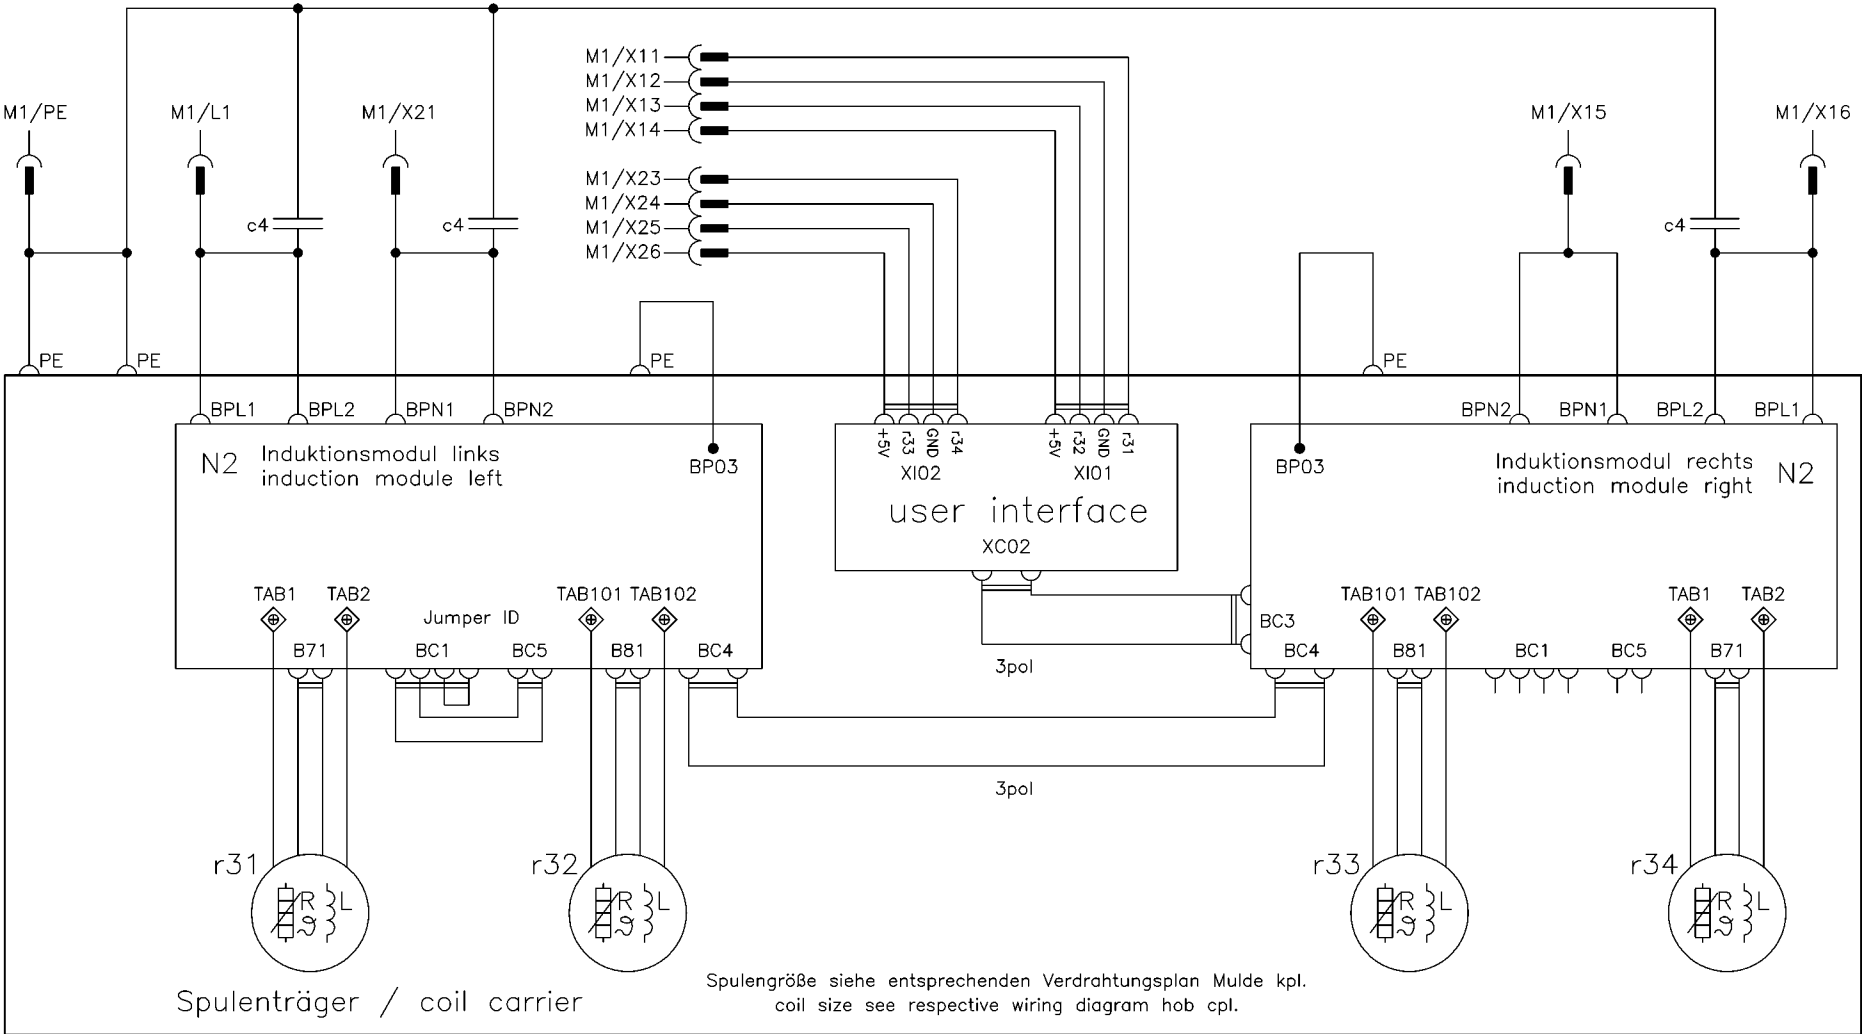 M1/X11
M1/X12
M1/X13
M1/X14
M1/PE
M1/L1
M1/X21
M1/X15
M1/X16
M1/X23
M1/X24
M1/X25
M1/X26
c4
c4
c4
PE
PE
PE
PE
BPL1
BPL2
BPN1
BPN2
BPN2
BPN1
BPL2
BPL1
N2
Induktionsmodul links
induction module left
BP03
+5V
r33
GND
r34
+5V
r32
GND
r31
XI02
XI01
user interface
XC02
BP03
Induktionsmodul rechts
induction module right
N2
TAB1
TAB2
Jumper ID
TAB101
TAB102
TAB101
TAB102
TAB1
TAB2
BC3
B71
BC1
BC5
B81
BC4
3pol
BC4
B81
BC1
BC5
B71
3pol
r31
r32
r33
r34
R
L
ϑ
R
L
ϑ
R
L
ϑ
R
L
ϑ
Spulenträger / coil carrier
Spulengröße siehe entsprechenden Verdrahtungsplan Mulde kpl.
coil size see respective wiring diagram hob cpl.